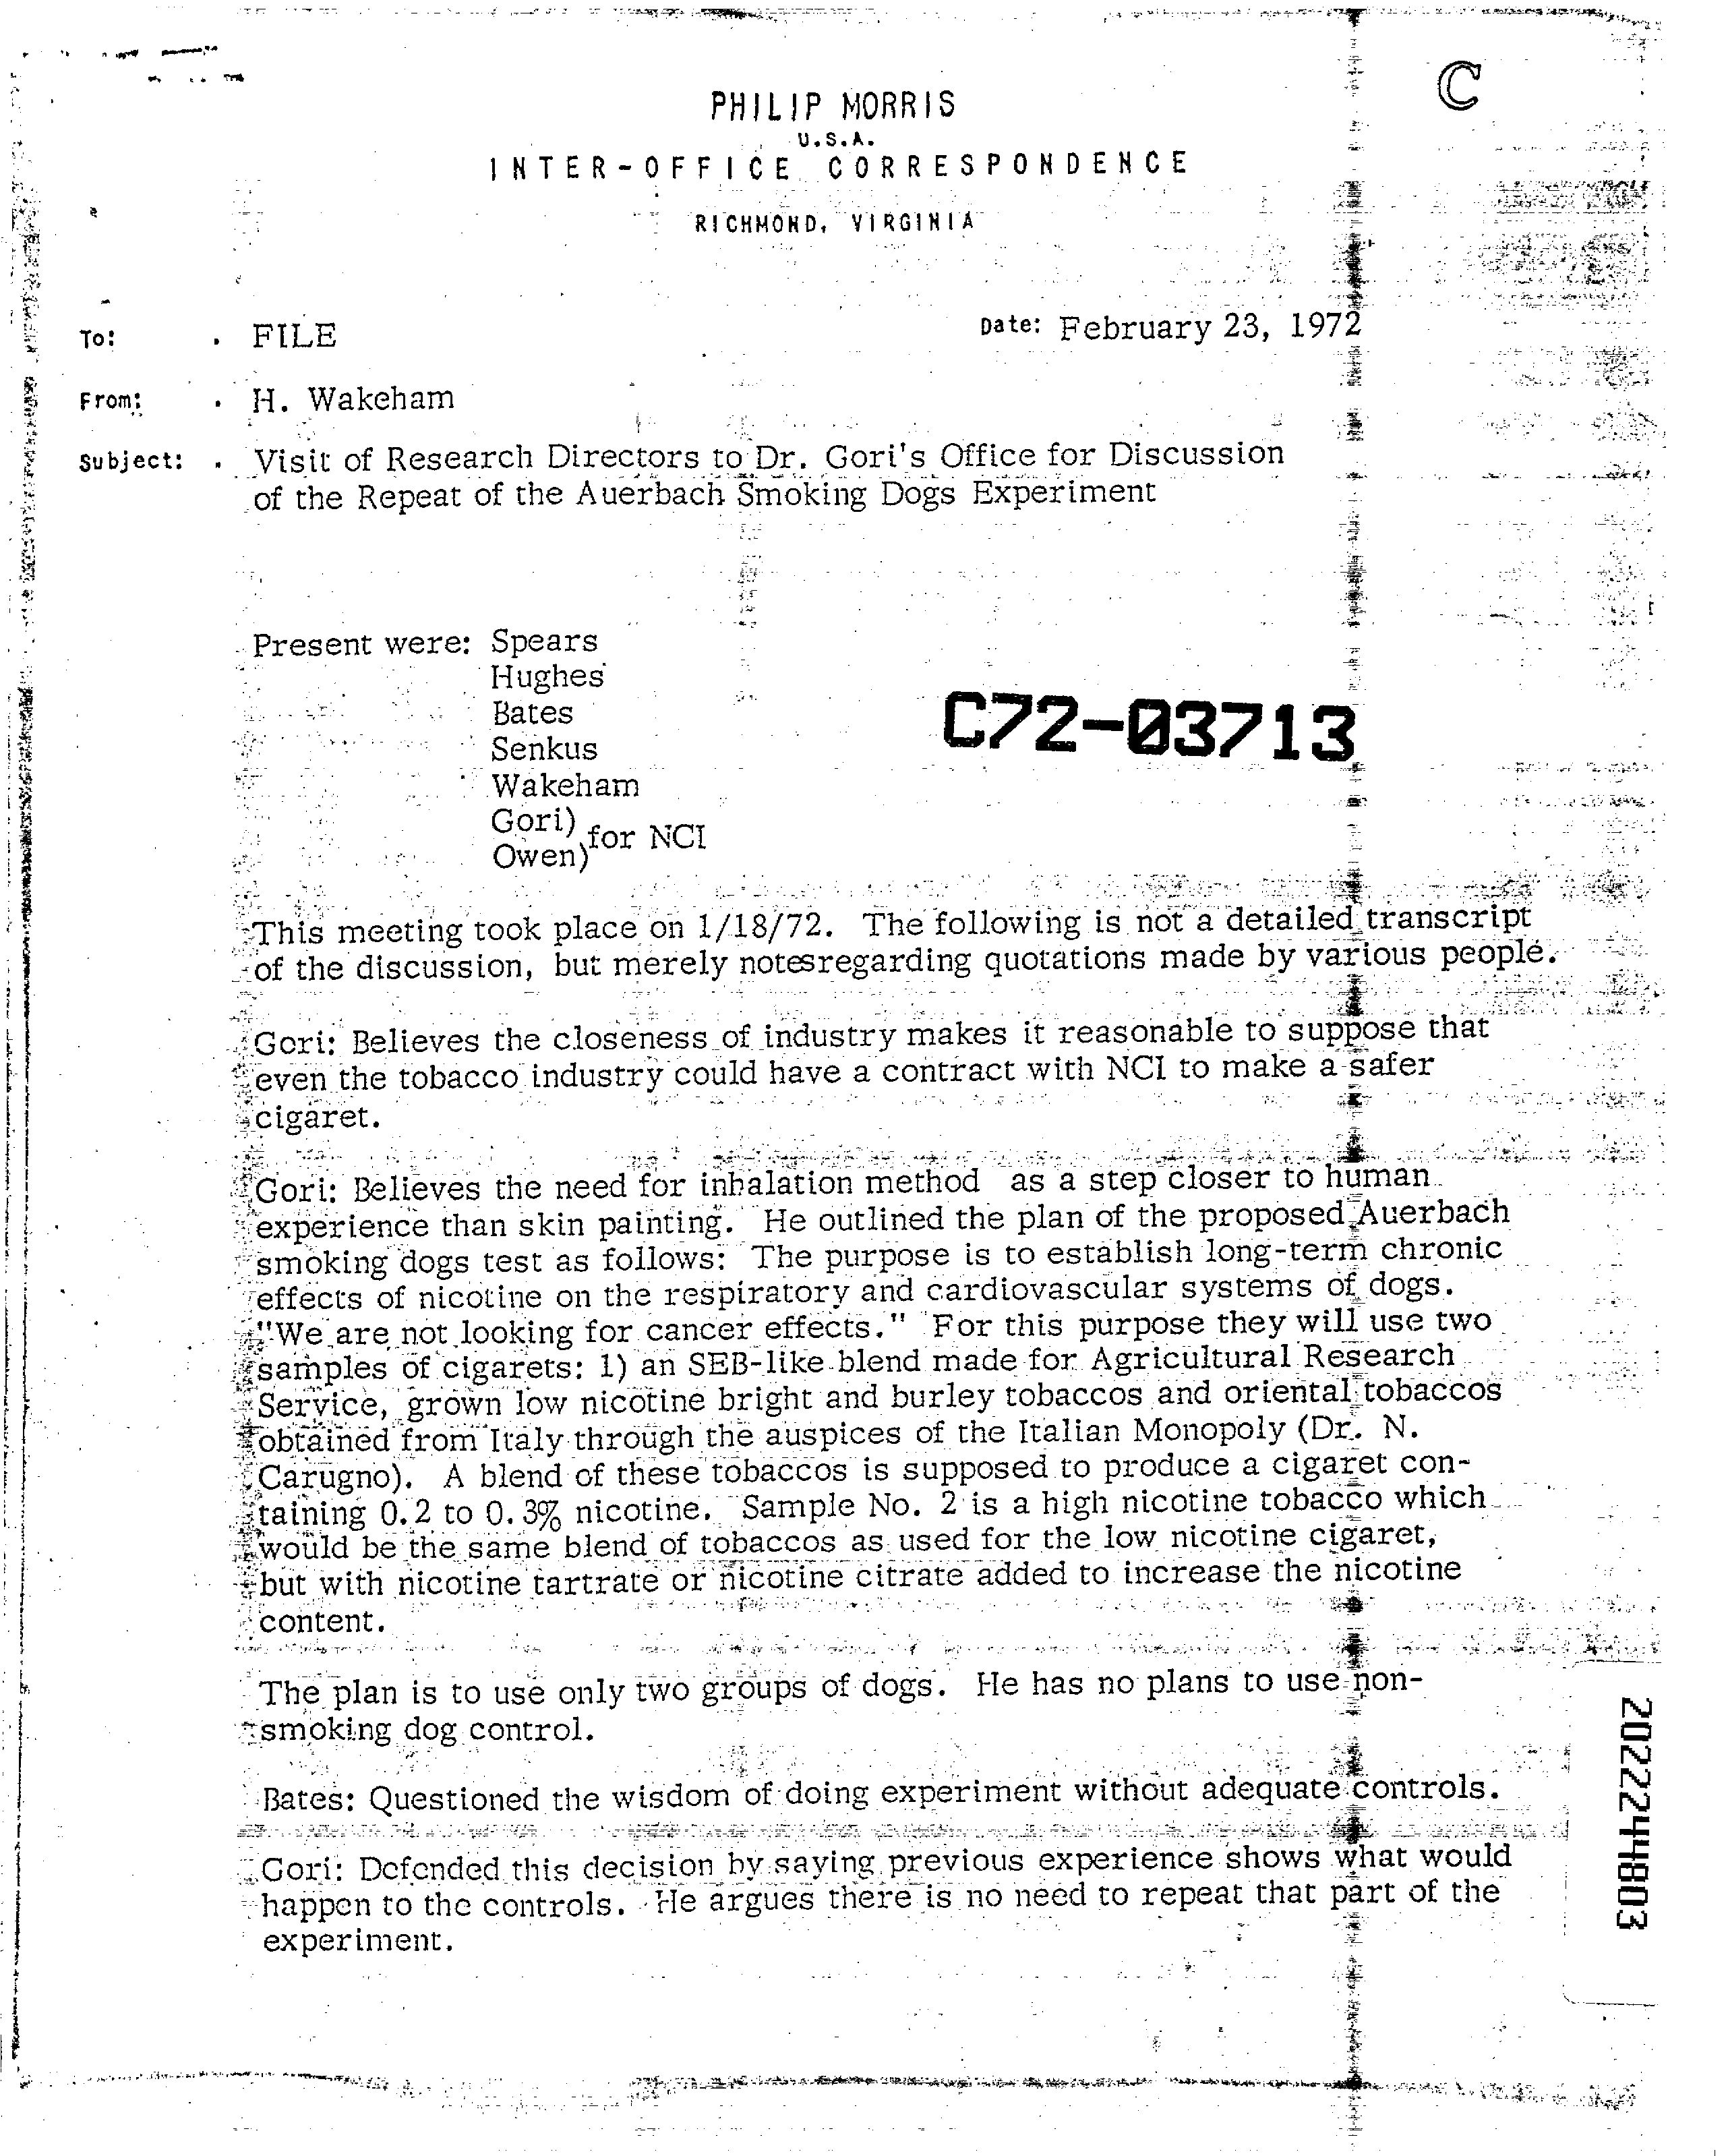 C
PHILIP MORRIS
U.S.A.
INTER-OFFICE CORRESPONDENCE
RICHMOND, VIRGINIA
To: . FILE
Date: February 23, 1972
From: . H. Wakeham
Subject: . Visit of Research Directors to Dr. Gori's Office for Discussion
of the Repeat of the Auerbach Smoking Dogs Experiment
Present were: Spears
Hughes
Bates
Senkus
Wakeham
Gori)
for NCI
Owen)
C72-03713
This meeting took place on 1/18/72. The following is not a detailed transcript
of the discussion, but merely notesregarding quotations made by various people.
Gori: Believes the closeness of industry makes it reasonable to suppose that
even the tobacco industry could have a contract with NCI to make a safer
cigaret.
Gori: Believes the need for inhalation method as a step closer to human
experience than skin painting. He outlined the plan of the proposed Auerbach
smoking dogs test as follows: The purpose is to establish long-term chronic
effects of nicotine on the respiratory and cardiovascular systems of dogs.
"We are not looking for cancer effects." For this purpose they will use two
samples of cigarets: 1) an SEB-like blend made for Agricultural Research
Service, grown low nicotine bright and burley tobaccos and oriental tobaccos
obtained from Italy through the auspices of the Italian Monopoly (Dr. N.
Carugno). A blend of these tobaccos is supposed to produce a cigaret con-
taining 0.2 to 0.3% nicotine. Sample No. 2 is a high nicotine tobacco which
would be the same blend of tobaccos as used for the low nicotine cigaret,
but with nicotine tartrate or nicotine citrate added to increase the nicotine
content.
The plan is to use only two groups of dogs. He has no plans to use non-
smoking dog control.
Bates: Questioned the wisdom of doing experiment without adequate controls.
Gori: Defended this decision by saying previous experience shows what would
happen to the controls. He argues there is no need to repeat that part of the
experiment.
2022244803